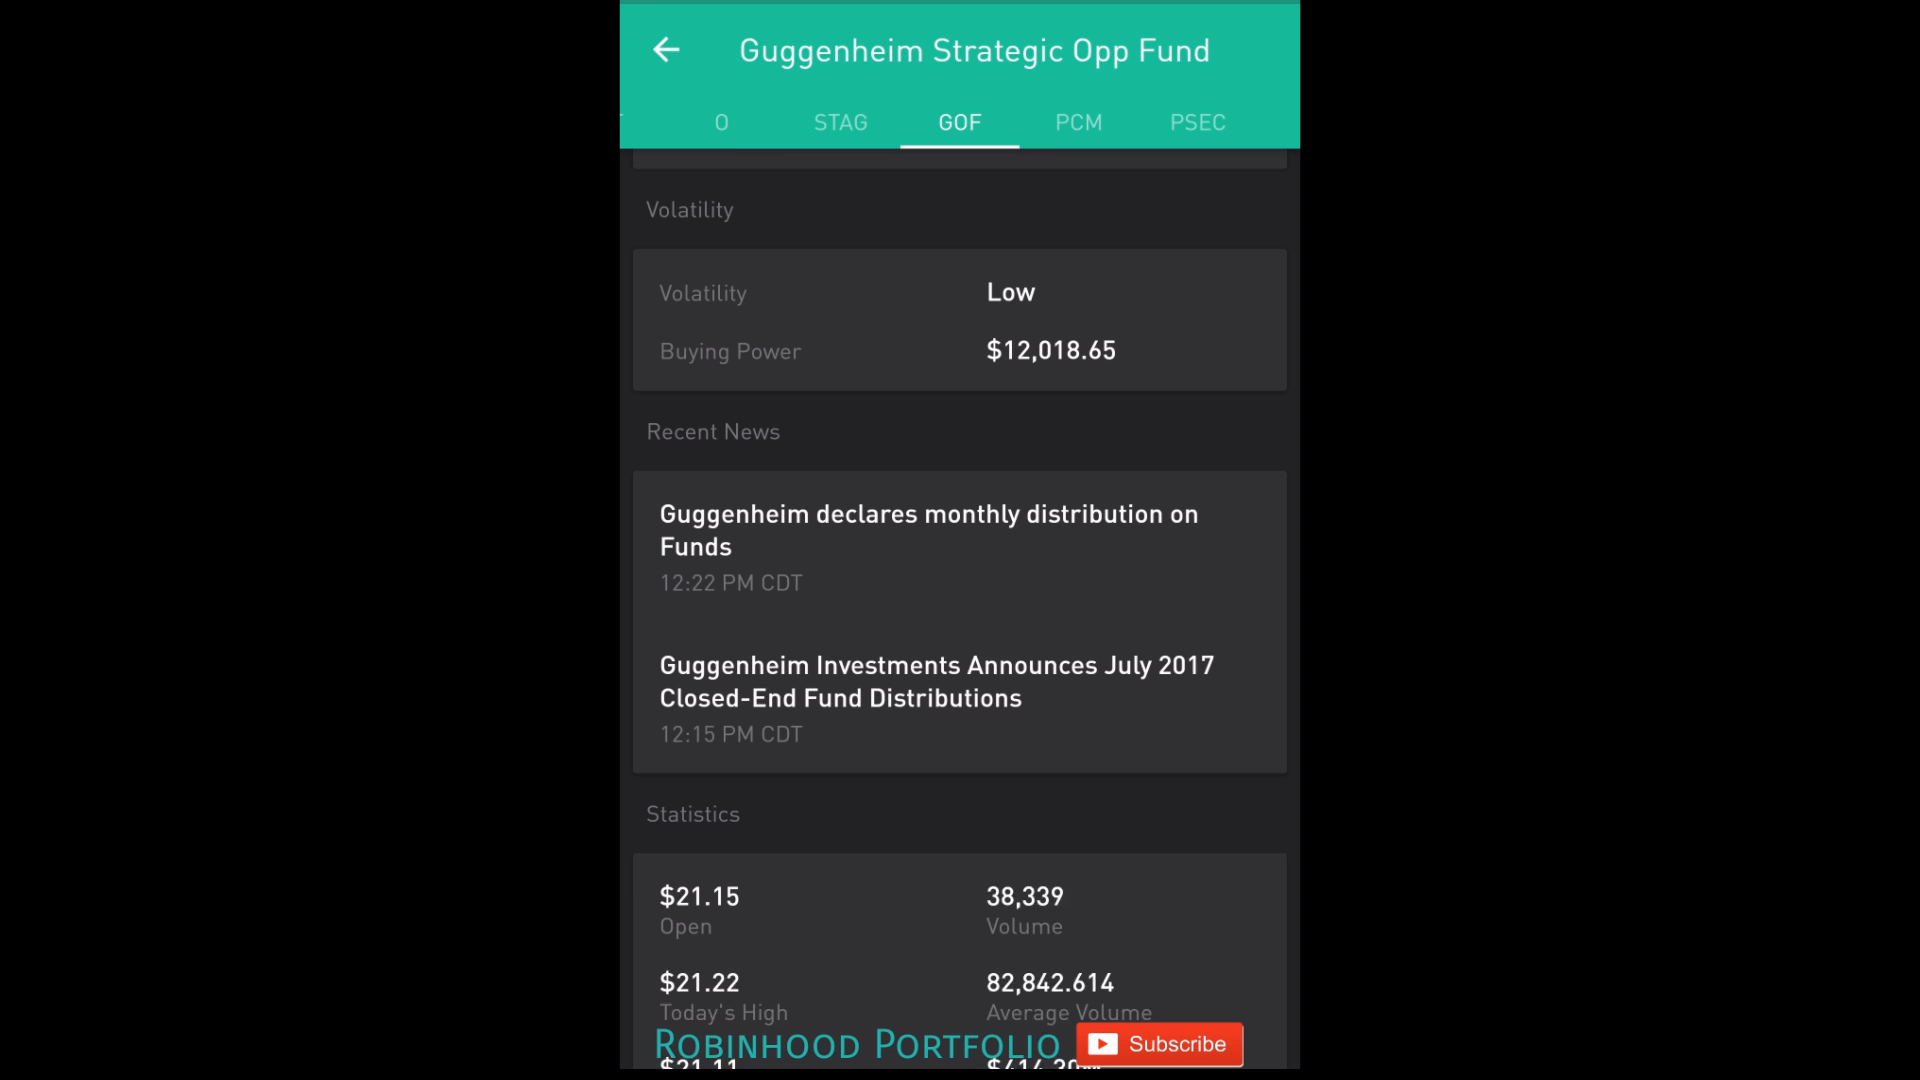 Guggenheim Strategic Opp Fund
O STAG GOF PCM PSEC
Volatility
Volatility Low
Buying Power $12,018.65
Recent News
Guggenheim declares monthly distribution on
Funds
12:22 PM CDT
Guggenheim Investments Announces July 2017
Closed-End Fund Distributions
12:15 PM CDT
Statistics
$21.15 38,339
Open Volume
$21.22 82,842.614
Today's High Average Volume
Robinhood Portfolio Subscribe